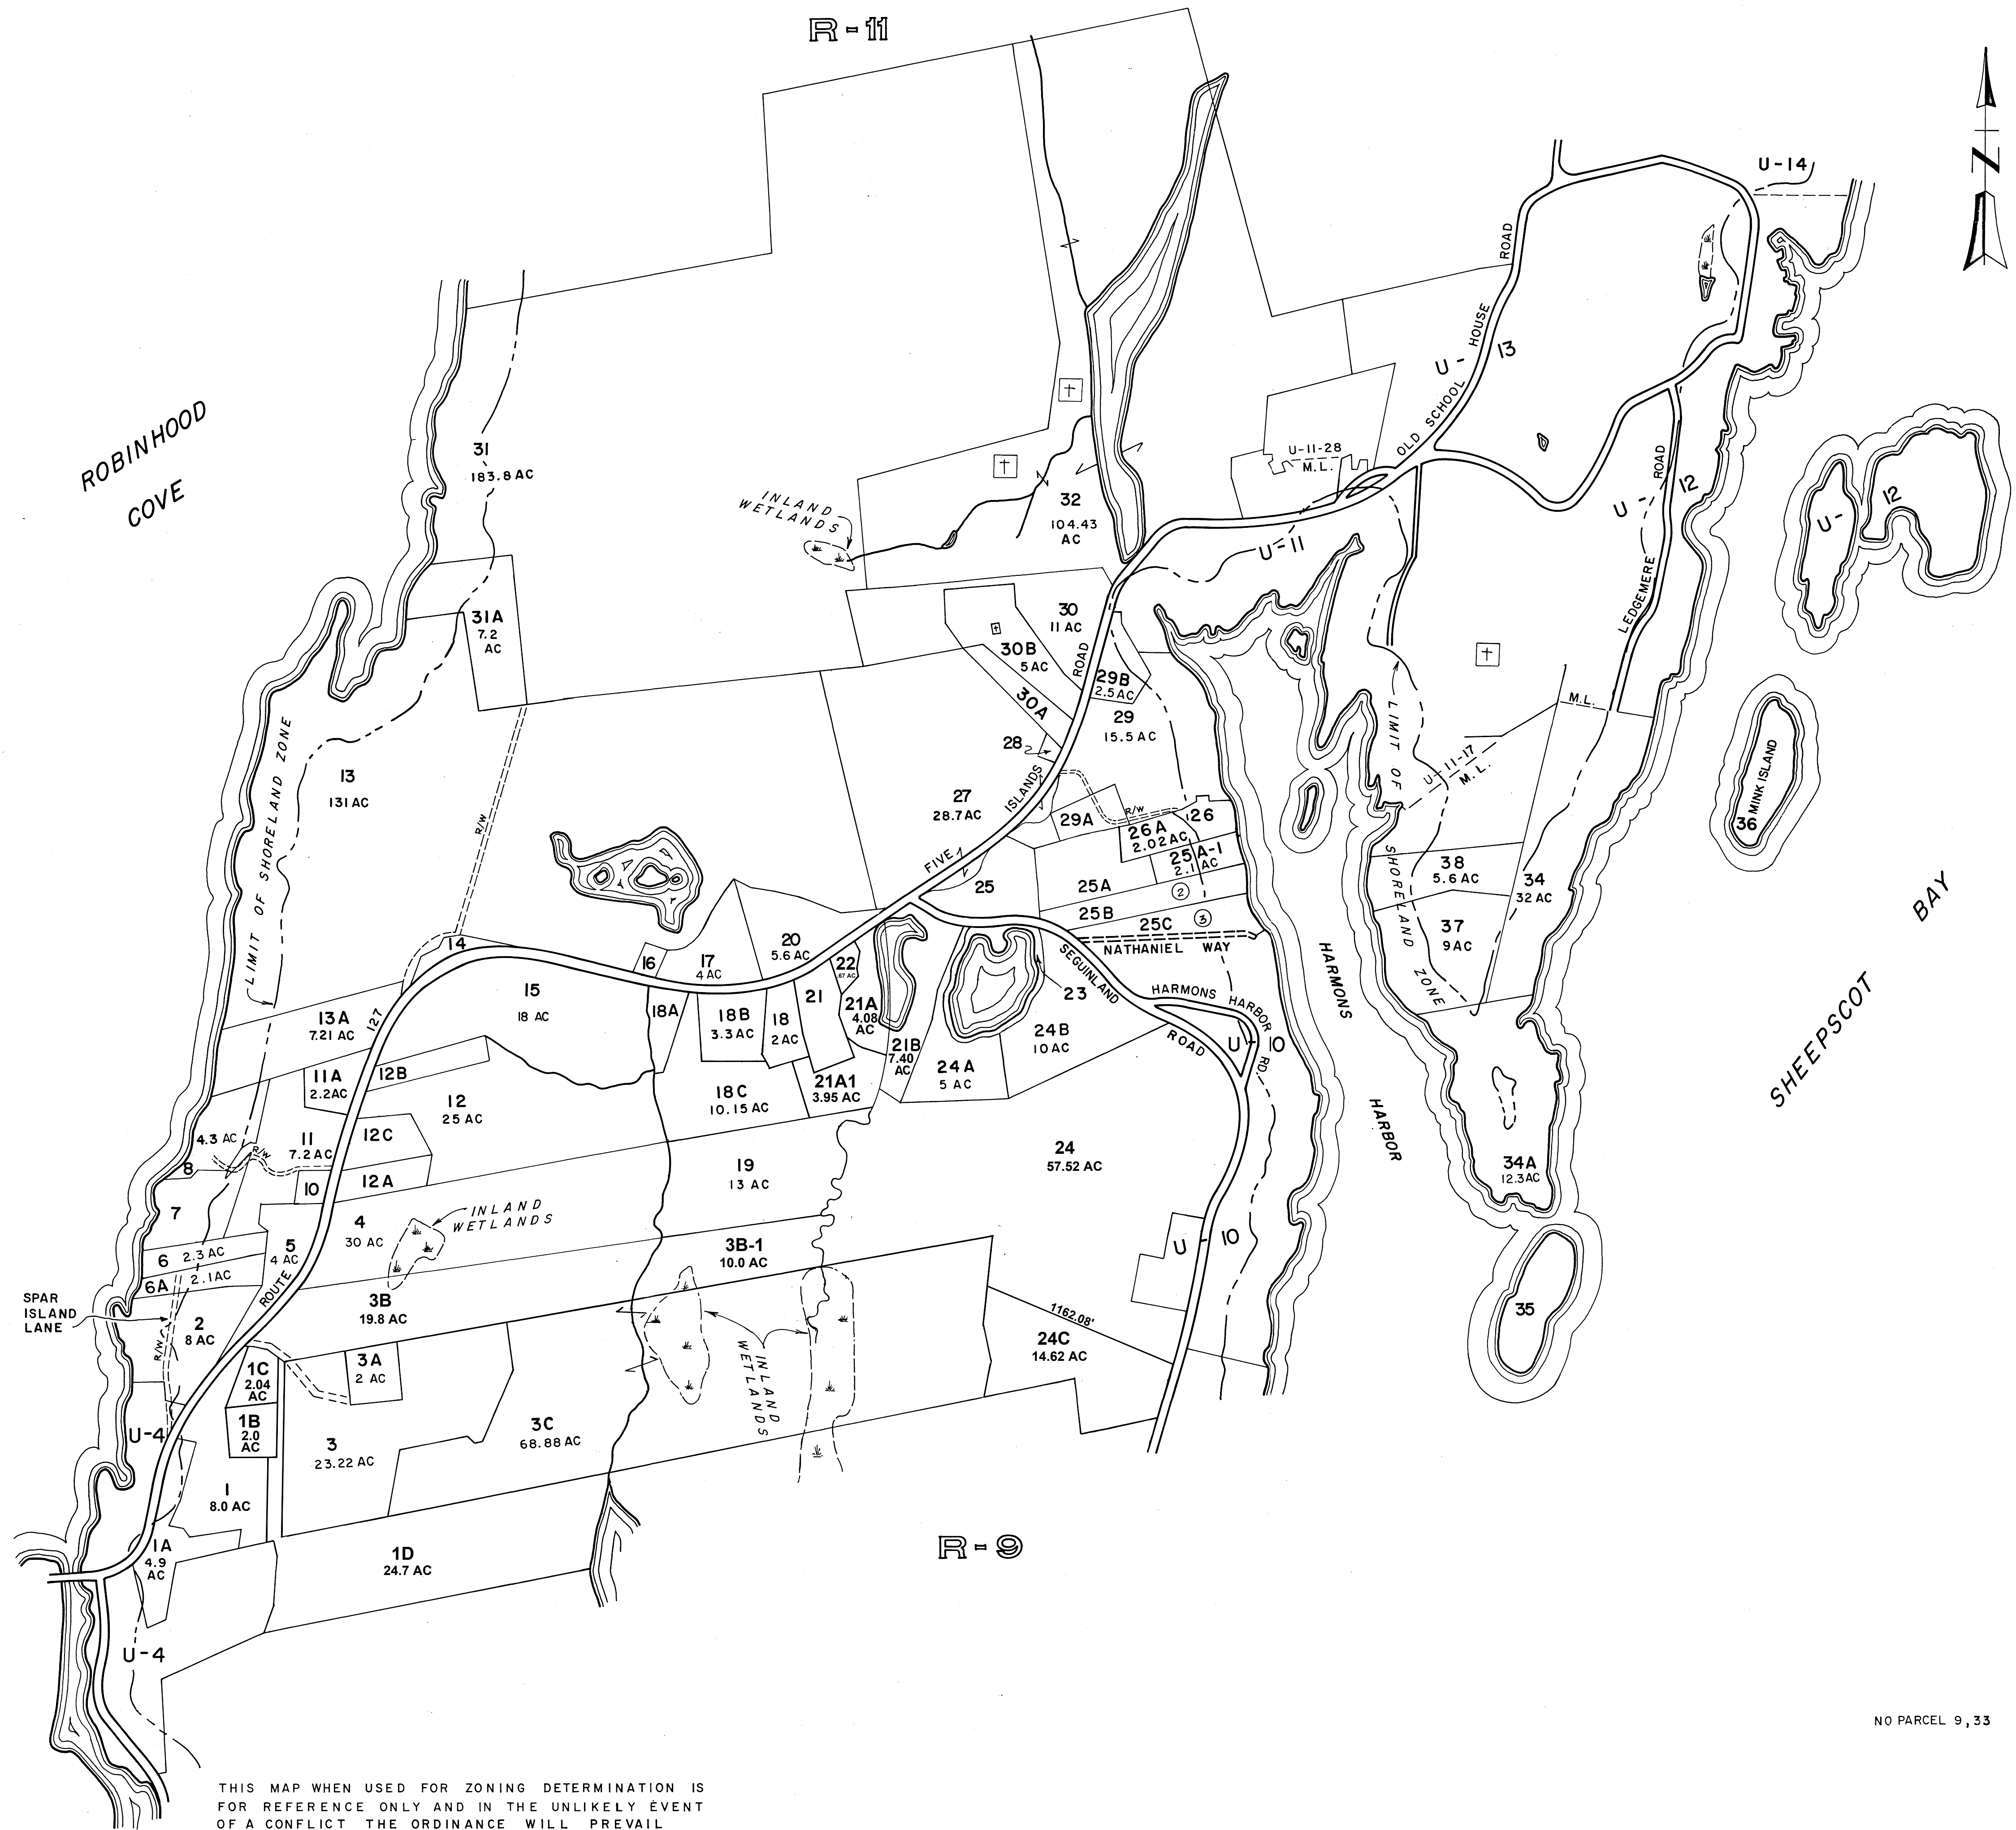 R-11
N
U-14
ROAD
HOUSE
OLD SCHOOL
U- 13
ROBINHOOD
COVE
31
183.8 AC
U-11-28
M.L.
ROAD
LEDGEMERE
U- 12
U- 12
INLAND
WETLANDS
32
104.43
AC
U-11
31A
7.2
AC
30
11 AC
30B
5 AC
30A
ROAD
ISLANDS
FIVE
29B
2.5 AC
29
15.5 AC
28
LIMIT OF SHORELAND ZONE
13
131 AC
R/W
27
28.7 AC
29A
R/W
26
26A
2.02 AC
25A-1
2.1 AC
25
25A
2
25B
3
25C
NATHANIEL WAY
LIMIT OF
SHORELAND ZONE
M.L.
U-11-17
M.L.
36 MINK ISLAND
38
5.6 AC
34
32 AC
37
9 AC
SHEEPSCOT
BAY
14
15
18 AC
16
17
4 AC
20
5.6 AC
22
.67 AC
21
21A
4.08
AC
18A
18B
3.3 AC
18
2 AC
21B
7.40
AC
23
SEGUINLAND
ROAD
HARMONS HARBOR
RD.
HARMONS
HARBOR
24B
10 AC
24A
5 AC
U- 10
13A
7.21 AC
127
11A
2.2 AC
12B
12
25 AC
18C
10.15 AC
21A1
3.95 AC
4.3 AC
R/W
11
7.2 AC
12C
8
10
12A
19
13 AC
24
57.52 AC
34A
12.3 AC
7
4
30 AC
INLAND
WETLANDS
5
4 AC
6 2.3 AC
6A 2.1 AC
ROUTE
3B-1
10.0 AC
U- 10
SPAR
ISLAND
LANE
2
8 AC
R/W
3B
19.8 AC
1162.08'
24C
14.62 AC
35
1C
2.04
AC
3A
2 AC
INLAND
WETLANDS
1B
2.0
AC
U-4
3
23.22 AC
3C
68.88 AC
1
8.0 AC
1A
4.9
AC
1D
24.7 AC
R-9
U-4
NO PARCEL 9,33
THIS MAP WHEN USED FOR ZONING DETERMINATION IS
FOR REFERENCE ONLY AND IN THE UNLIKELY EVENT
OF A CONFLICT THE ORDINANCE WILL PREVAIL